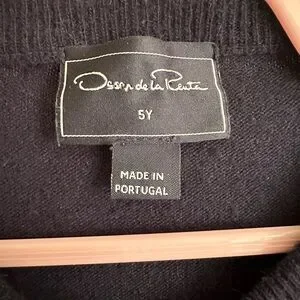 Oscar de la Renta
5Y
MADE IN
PORTUGAL